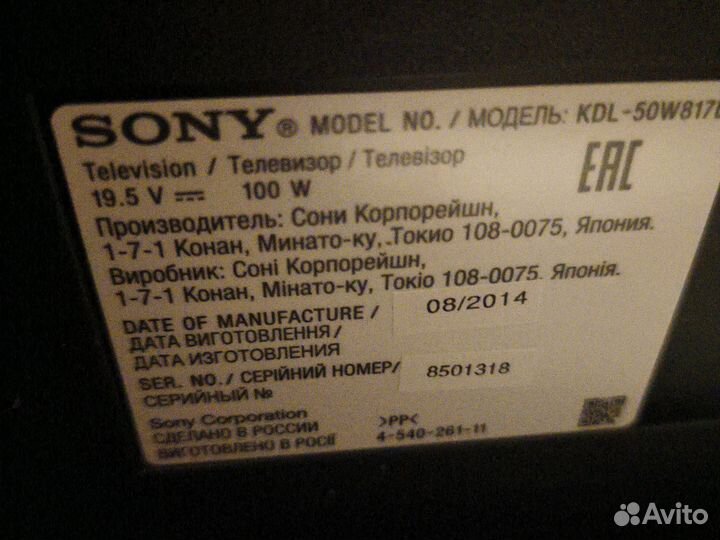 SONY® MODEL NO. / МОДЕЛЬ: KDL-50W817
Television / Телевизор / Телевізор
19.5 V ⎓ 100 W
EAC
Производитель: Сони Корпорейшн,
1-7-1 Конан, Минато-ку, Токио 108-0075, Япония.
Виробник: Соні Корпорейшн,
1-7-1 Конан, Мінато-ку, Токіо 108-0075 Японія.
DATE OF MANUFACTURE / 08/2014
ДАТА ВИГОТОВЛЕННЯ/
ДАТА ИЗГОТОВЛЕНИЯ
SER. NO./ СЕРІЙНИЙ НОМЕР/ 8501318
СЕРИЙНЫЙ №
Sony Corporation >PP<
СДЕЛАНО В РОССИИ 4-540-261-11
ВИГОТОВЛЕНО В РОСІЇ
Avito